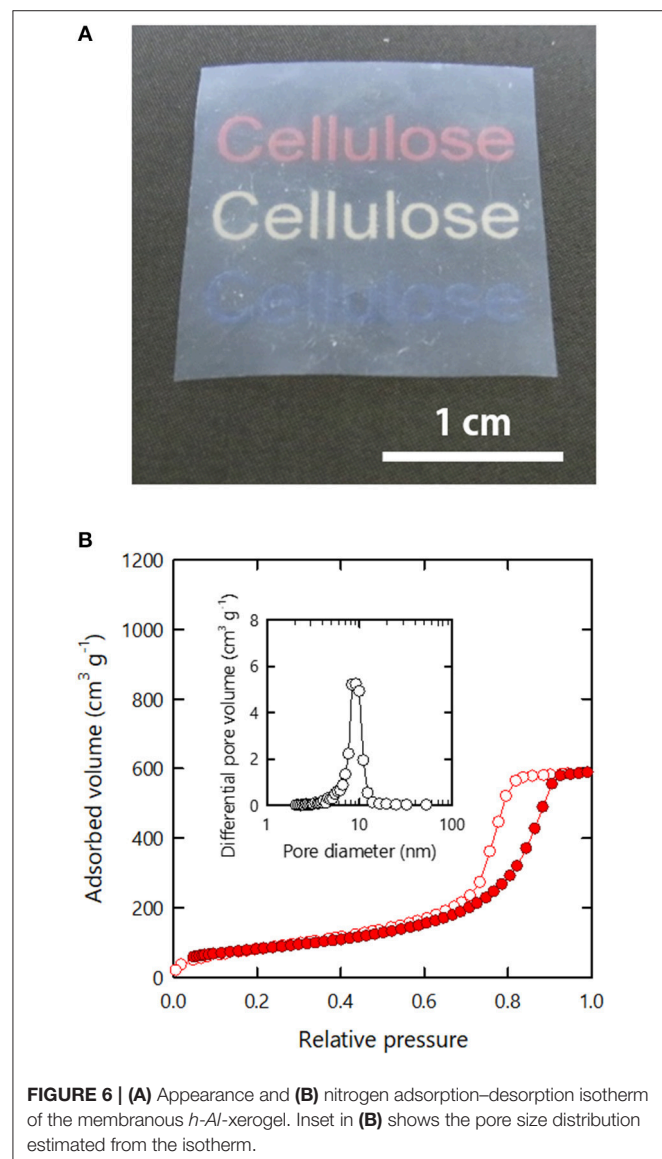 A
Cellulose
Cellulose
Cellulose
1 cm
B
1200
1000
800
600
400
200
0
Adsorbed volume (cm³ g⁻¹)
0.0 0.2 0.4 0.6 0.8 1.0
Relative pressure
8
6
4
2
0
Differential pore volume (cm³ g⁻¹)
1 10 100
Pore diameter (nm)
FIGURE 6 | (A) Appearance and (B) nitrogen adsorption–desorption isotherm
of the membranous h-Al-xerogel. Inset in (B) shows the pore size distribution
estimated from the isotherm.